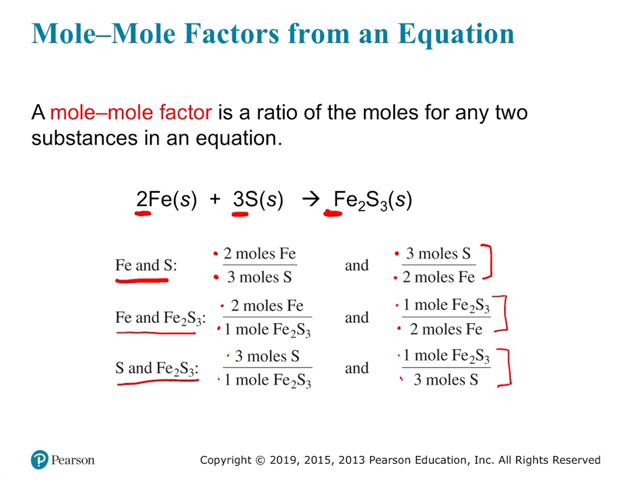 Mole–Mole Factors from an Equation
A mole–mole factor is a ratio of the moles for any two
substances in an equation.
2Fe(s) + 3S(s) → Fe₂S₃(s)
Fe and S: 2 moles Fe / 3 moles S and 3 moles S / 2 moles Fe
Fe and Fe₂S₃: 2 moles Fe / 1 mole Fe₂S₃ and 1 mole Fe₂S₃ / 2 moles Fe
S and Fe₂S₃: 3 moles S / 1 mole Fe₂S₃ and 1 mole Fe₂S₃ / 3 moles S
Pearson
Copyright © 2019, 2015, 2013 Pearson Education, Inc. All Rights Reserved